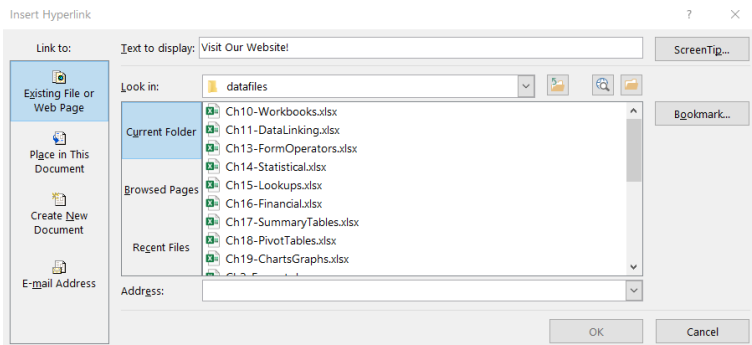 Insert Hyperlink
? ×
Link to:
Text to display: Visit Our Website!
ScreenTip...
Existing File or
Web Page
Look in: datafiles
Bookmark...
Current Folder
Ch10-Workbooks.xlsx
Ch11-DataLinking.xlsx
Ch13-FormOperators.xlsx
Ch14-Statistical.xlsx
Ch15-Lookups.xlsx
Ch16-Financial.xlsx
Ch17-SummaryTables.xlsx
Ch18-PivotTables.xlsx
Ch19-ChartsGraphs.xlsx
Place in This
Document
Browsed Pages
Create New
Document
Recent Files
E-mail Address
Address:
OK
Cancel